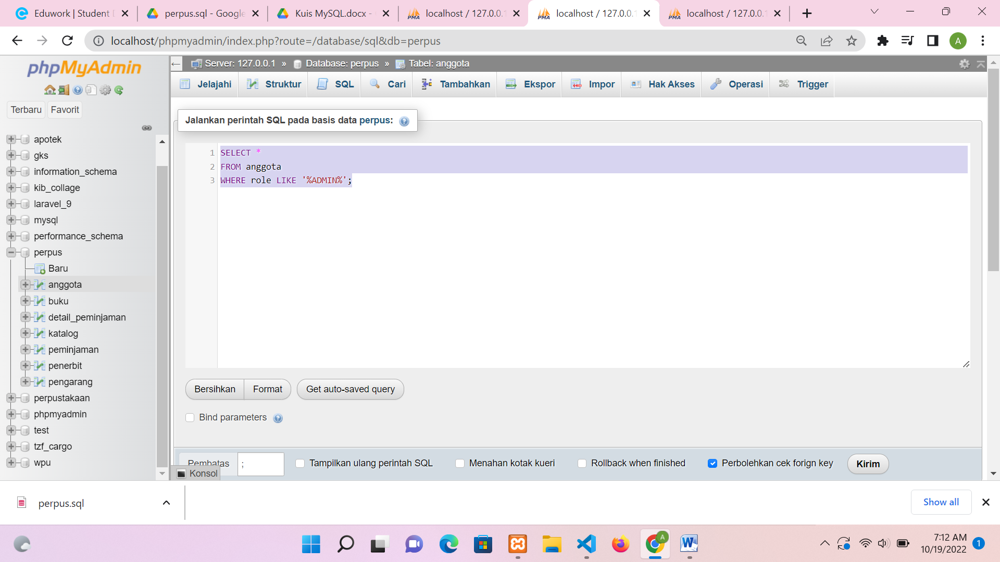 Eduwork | Student
perpus.sql - Google
Kuis MySQL.docx -
localhost / 127.0.0.1
localhost / 127.0.0.1
localhost / 127.0.0.1
localhost/phpmyadmin/index.php?route=/database/sql&db=perpus
A
phpMyAdmin
Terbaru
Favorit
apotek
gks
information_schema
kib_collage
laravel_9
mysql
performance_schema
perpus
Baru
anggota
buku
detail_peminjaman
katalog
peminjaman
penerbit
pengarang
perpustakaan
phpmyadmin
test
tzf_cargo
wpu
Server: 127.0.0.1 » Database: perpus » Tabel: anggota
Jelajahi Struktur SQL Cari Tambahkan Ekspor Impor Hak Akses Operasi Trigger
Jalankan perintah SQL pada basis data perpus:
1 SELECT *
2 FROM anggota
3 WHERE role LIKE '%ADMIN%';
Bersihkan Format Get auto-saved query
Bind parameters
Pembatas ; Tampilkan ulang perintah SQL Menahan kotak kueri Rollback when finished Perbolehkan cek forign key Kirim
Konsol
perpus.sql
Show all
7:12 AM
10/19/2022
1